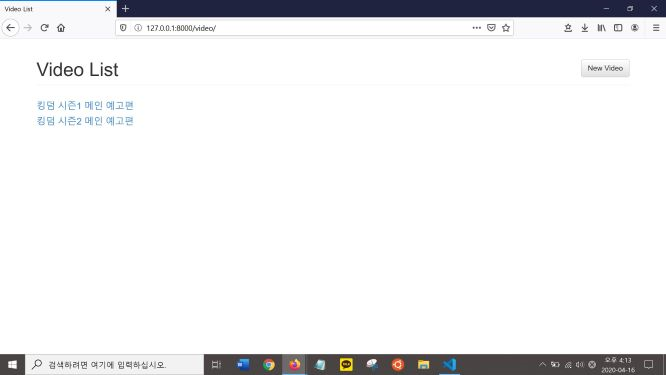 Video List
127.0.0.1:8000/video/
Video List
New Video
킹덤 시즌1 메인 예고편
킹덤 시즌2 메인 예고편
검색하려면 여기에 입력하십시오.
오후 4:13
2020-04-16